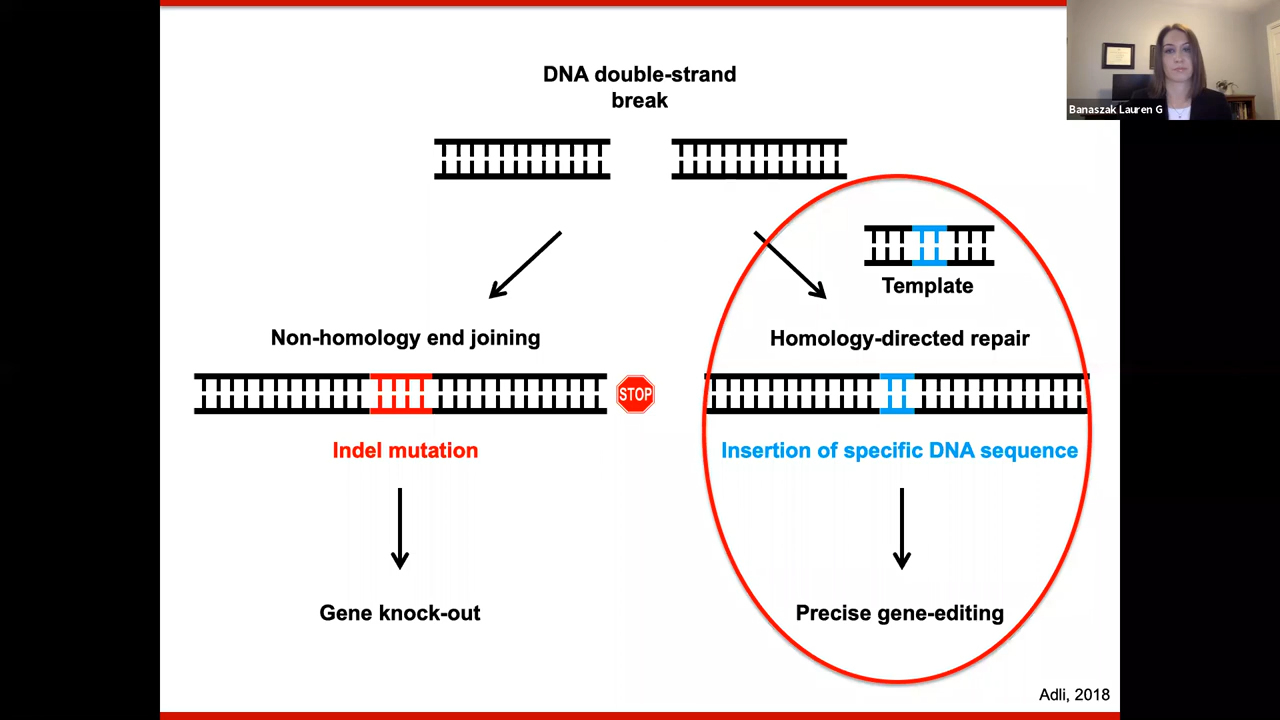 Banaszak Lauren G
DNA double-strand
break
Template
Non-homology end joining
Homology-directed repair
STOP
Indel mutation
Insertion of specific DNA sequence
Gene knock-out
Precise gene-editing
Adli, 2018